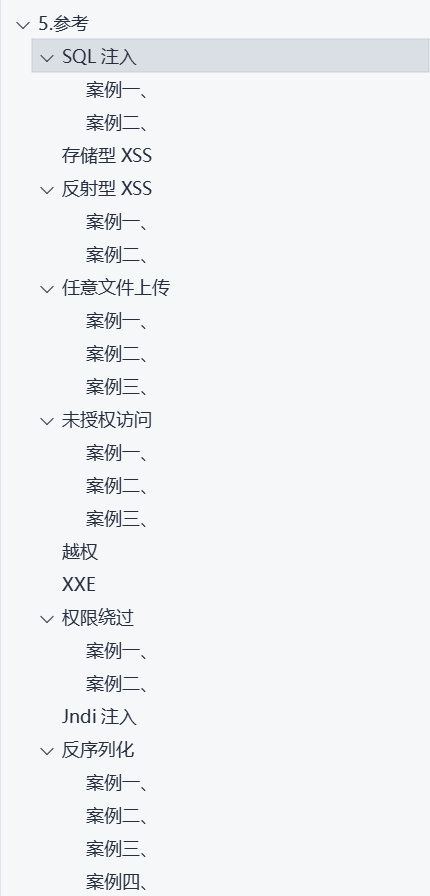 5.参考
SQL 注入
案例一、
案例二、
存储型 XSS
反射型 XSS
案例一、
案例二、
任意文件上传
案例一、
案例二、
案例三、
未授权访问
案例一、
案例二、
案例三、
越权
XXE
权限绕过
案例一、
案例二、
Jndi 注入
反序列化
案例一、
案例二、
案例三、
案例四、